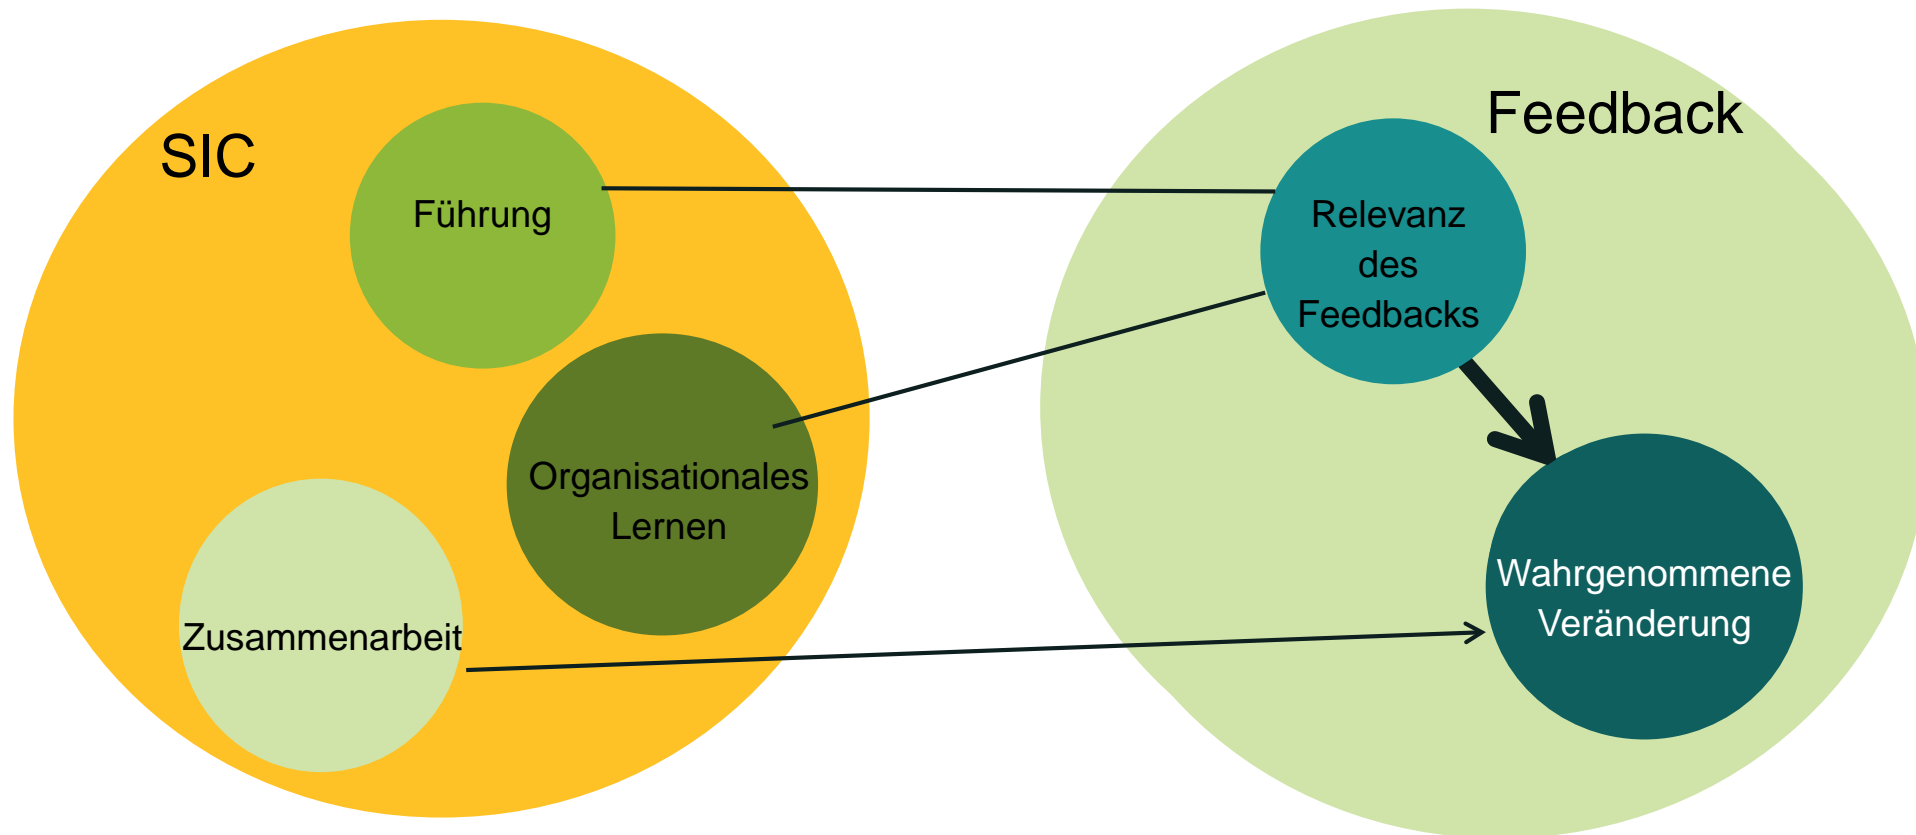 SIC
Führung
Organisationales
Lernen
Zusammenarbeit
Feedback
Relevanz
des
Feedbacks
Wahrgenommene
Veränderung